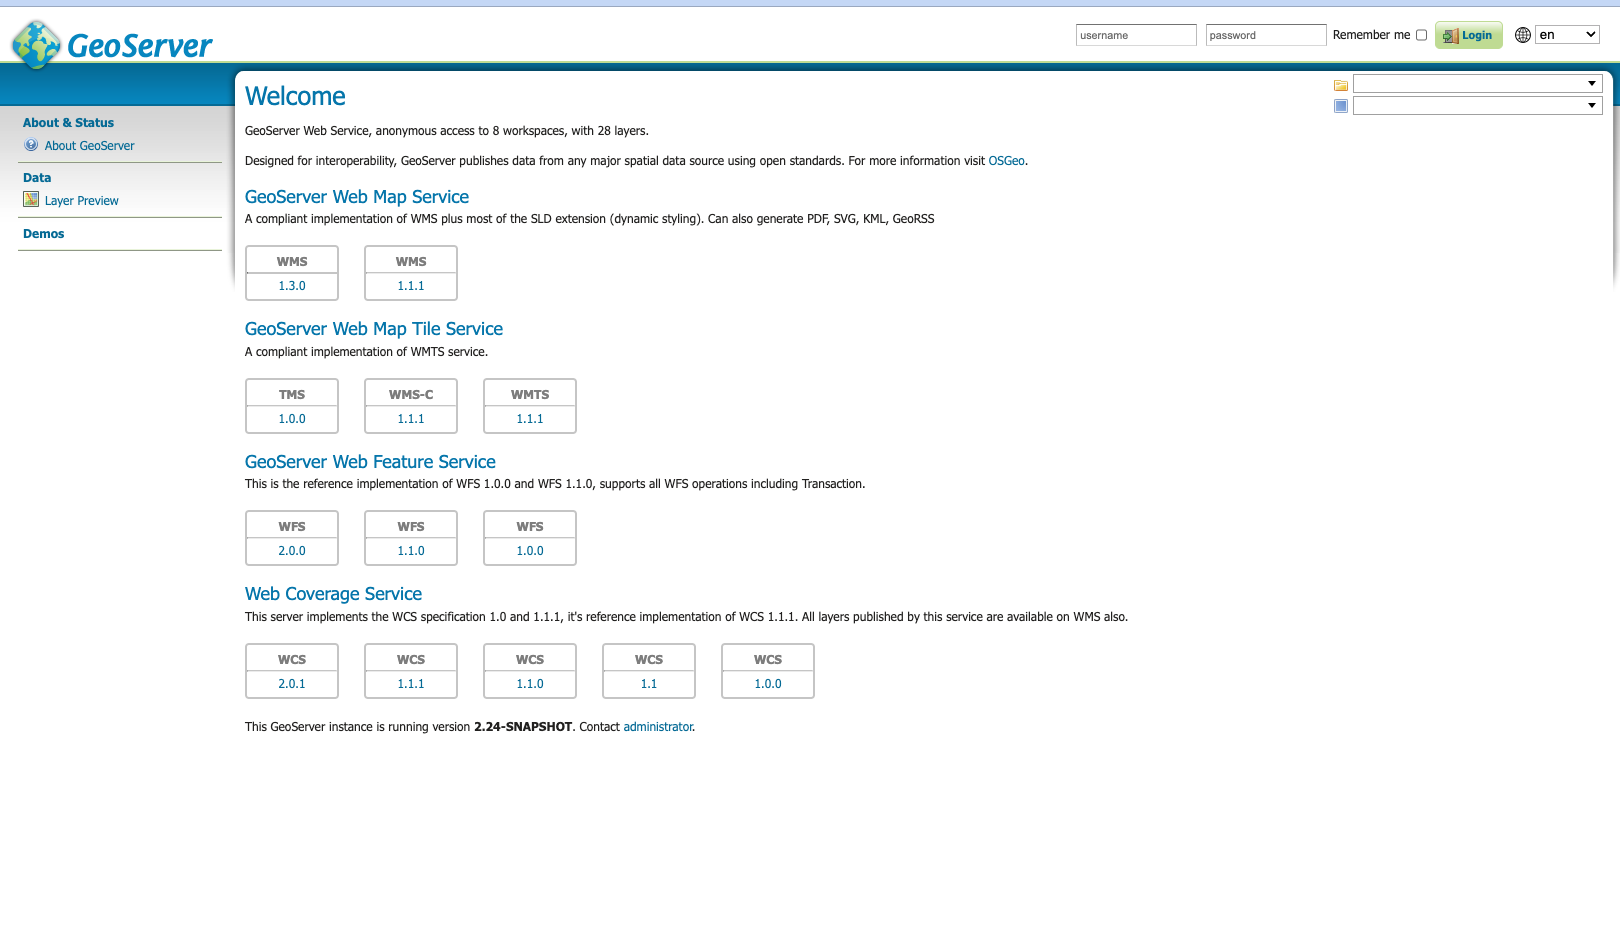 GeoServer
username
password
Remember me
Login
en
About & Status
About GeoServer
Data
Layer Preview
Demos
Welcome
GeoServer Web Service, anonymous access to 8 workspaces, with 28 layers.
Designed for interoperability, GeoServer publishes data from any major spatial data source using open standards. For more information visit OSGeo.
GeoServer Web Map Service
A compliant implementation of WMS plus most of the SLD extension (dynamic styling). Can also generate PDF, SVG, KML, GeoRSS
WMS WMS
1.3.0 1.1.1
GeoServer Web Map Tile Service
A compliant implementation of WMTS service.
TMS WMS-C WMTS
1.0.0 1.1.1 1.1.1
GeoServer Web Feature Service
This is the reference implementation of WFS 1.0.0 and WFS 1.1.0, supports all WFS operations including Transaction.
WFS WFS WFS
2.0.0 1.1.0 1.0.0
Web Coverage Service
This server implements the WCS specification 1.0 and 1.1.1, it's reference implementation of WCS 1.1.1. All layers published by this service are available on WMS also.
WCS WCS WCS WCS WCS
2.0.1 1.1.1 1.1.0 1.1 1.0.0
This GeoServer instance is running version 2.24-SNAPSHOT. Contact administrator.